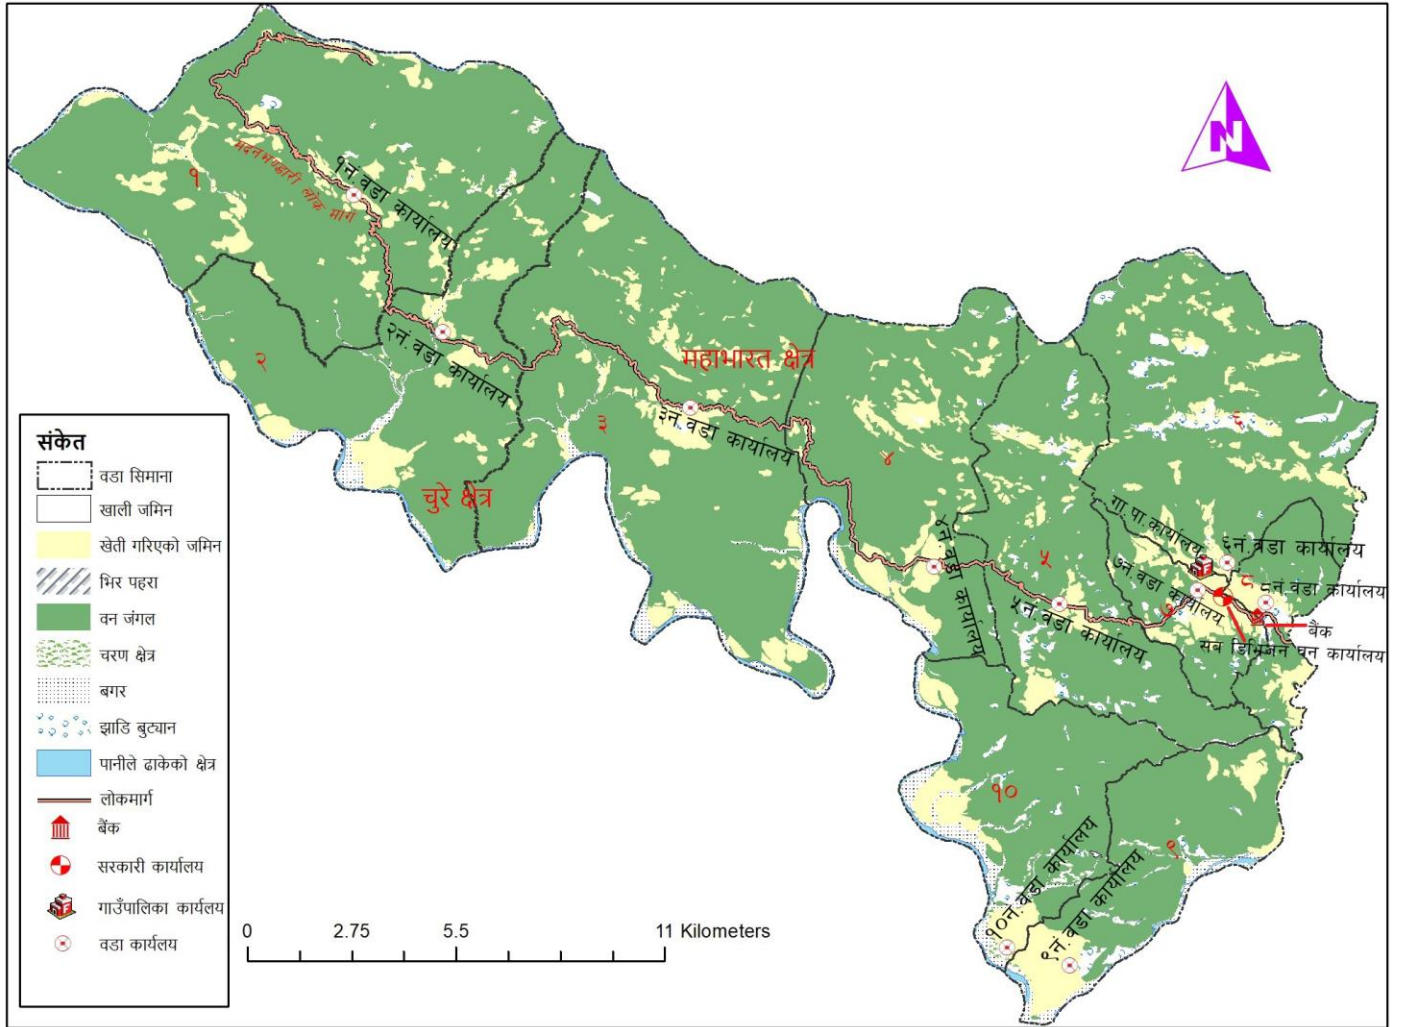 N
१
मदनभण्डारी लोक मार्ग
१नं.वडा कार्यालय
२
२नं.वडा कार्यालय
महाभारत क्षेत्र
३
३नं.वडा कार्यालय
चुरे क्षेत्र
४
४नं.वडा कार्यालय
५
५नं.वडा कार्यालय
६
गा.पा.कार्यालय
६नं.वडा कार्यालय
७नं.वडा कार्यालय
७
८
८नं.वडा कार्यालय
बैंक
सब डिभिजन वन कार्यालय
१०
१०नं.वडा कार्यालय
९
९नं.वडा कार्यालय
संकेत
वडा सिमाना
खाली जमिन
खेती गरिएको जमिन
भिर पहरा
वन जंगल
चरण क्षेत्र
बगर
झाडि बुट्यान
पानीले ढाकेको क्षेत्र
लोकमार्ग
बैंक
सरकारी कार्यालय
गाउँपालिका कार्यलय
वडा कार्यलय
0 2.75 5.5 11 Kilometers